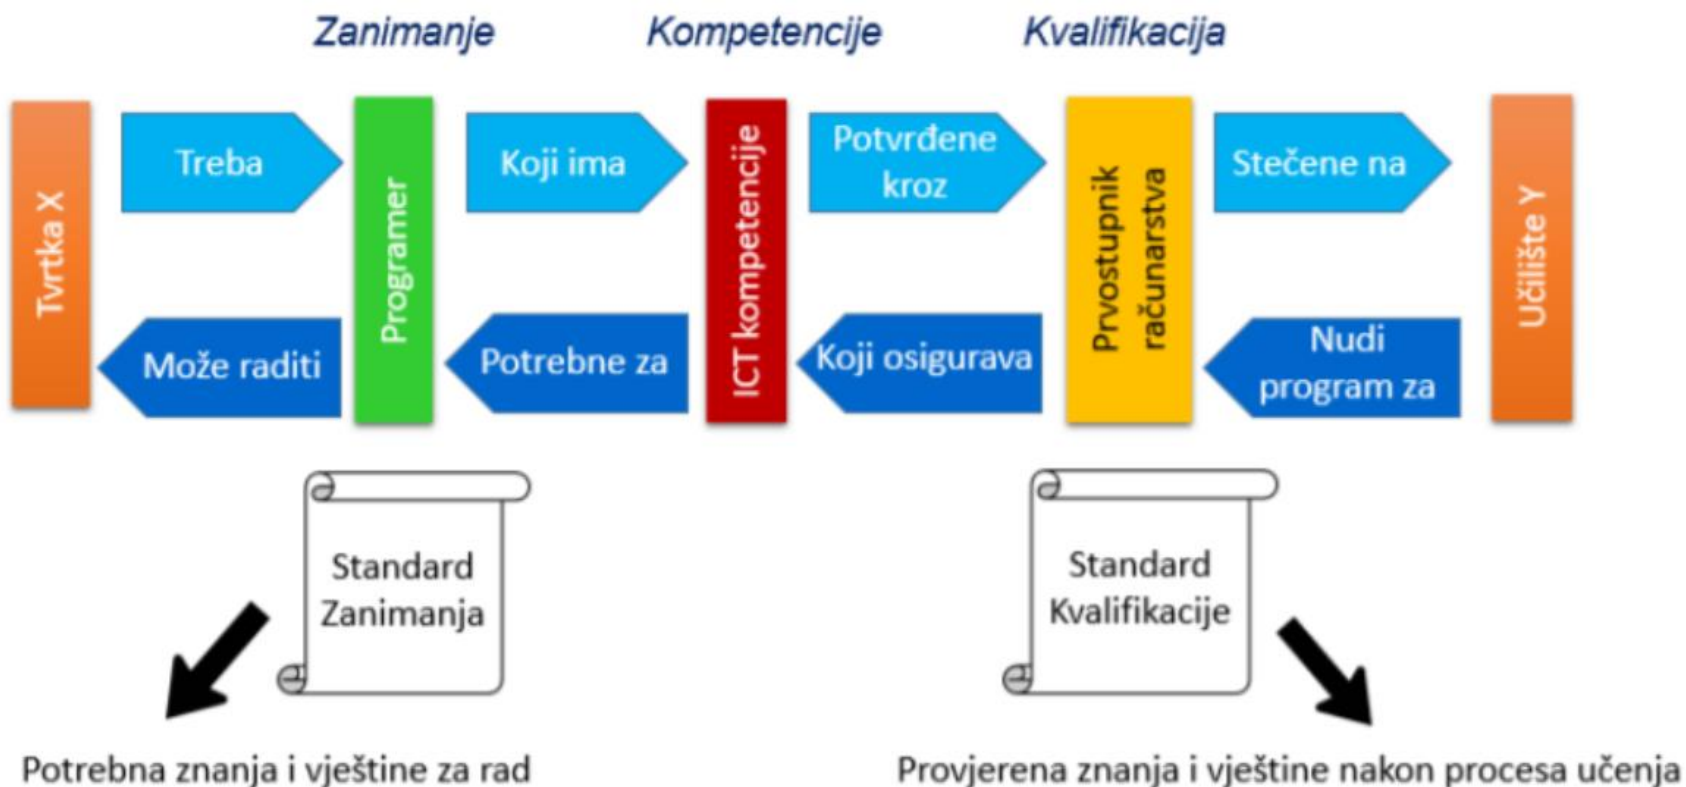 Zanimanje
Kompetencije
Kvalifikacija
Tvrtka X
Treba
Programer
Koji ima
ICT kompetencije
Potvrđene
kroz
Prvostupnik
računarstva
Stečene na
Učilište Y
Može raditi
Potrebne za
Koji osigurava
Nudi
program za
Standard
Zanimanja
Standard
Kvalifikacije
Potrebna znanja i vještine za rad
Provjerena znanja i vještine nakon procesa učenja